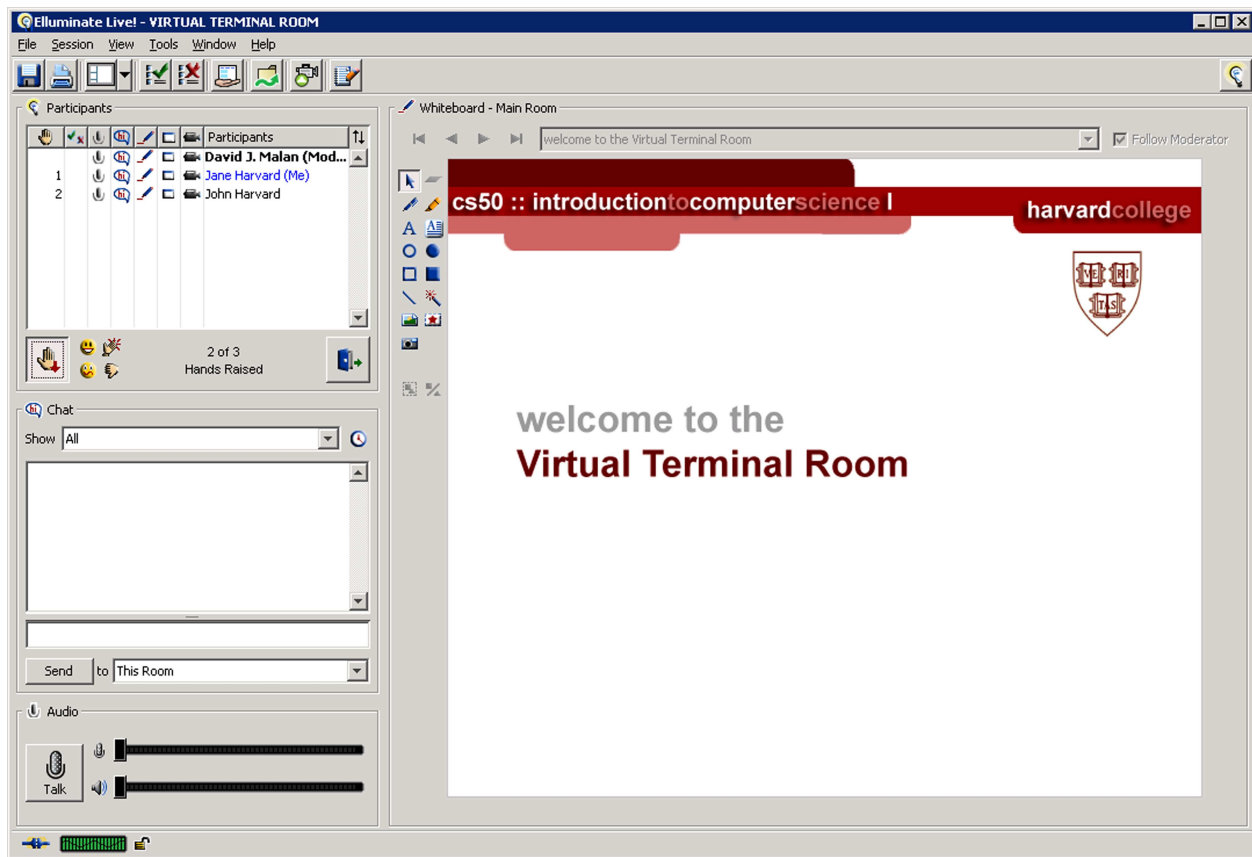 Elluminate Live! - VIRTUAL TERMINAL ROOM
File Session View Tools Window Help
Participants
Participants
David J. Malan (Mod...
1 Jane Harvard (Me)
2 John Harvard
2 of 3
Hands Raised
Chat
Show All
Send to This Room
Audio
Talk
Whiteboard - Main Room
welcome to the Virtual Terminal Room
Follow Moderator
cs50 :: introductiontocomputerscience I
harvardcollege
VE RI
TAS
welcome to the
Virtual Terminal Room